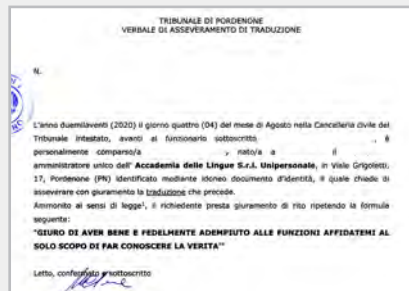 TRIBUNALE DI PORDENONE
VERBALE DI ASSEVERAMENTO DI TRADUZIONE
N.
L'anno duemilaventi (2020) il giorno quattro (04) del mese di Agosto nella Cancelleria civile del
Tribunale intestato, avanti al funzionario sottoscritto , è
personalmente comparso/a , nato/a a il
amministratore unico dell' Accademia delle Lingue S.r.l. Unipersonale, in Viale Grigoletti,
17, Pordenone (PN) identificato mediante idoneo documento d'identità, il quale chiede di
asseverare con giuramento la traduzione che precede.
Ammonito ai sensi di legge¹, il richiedente presta giuramento di rito ripetendo la formula
seguente:
"GIURO DI AVER BENE E FEDELMENTE ADEMPIUTO ALLE FUNZIONI AFFIDATEMI AL
SOLO SCOPO DI FAR CONOSCERE LA VERITA'"
Letto, confermato e sottoscritto